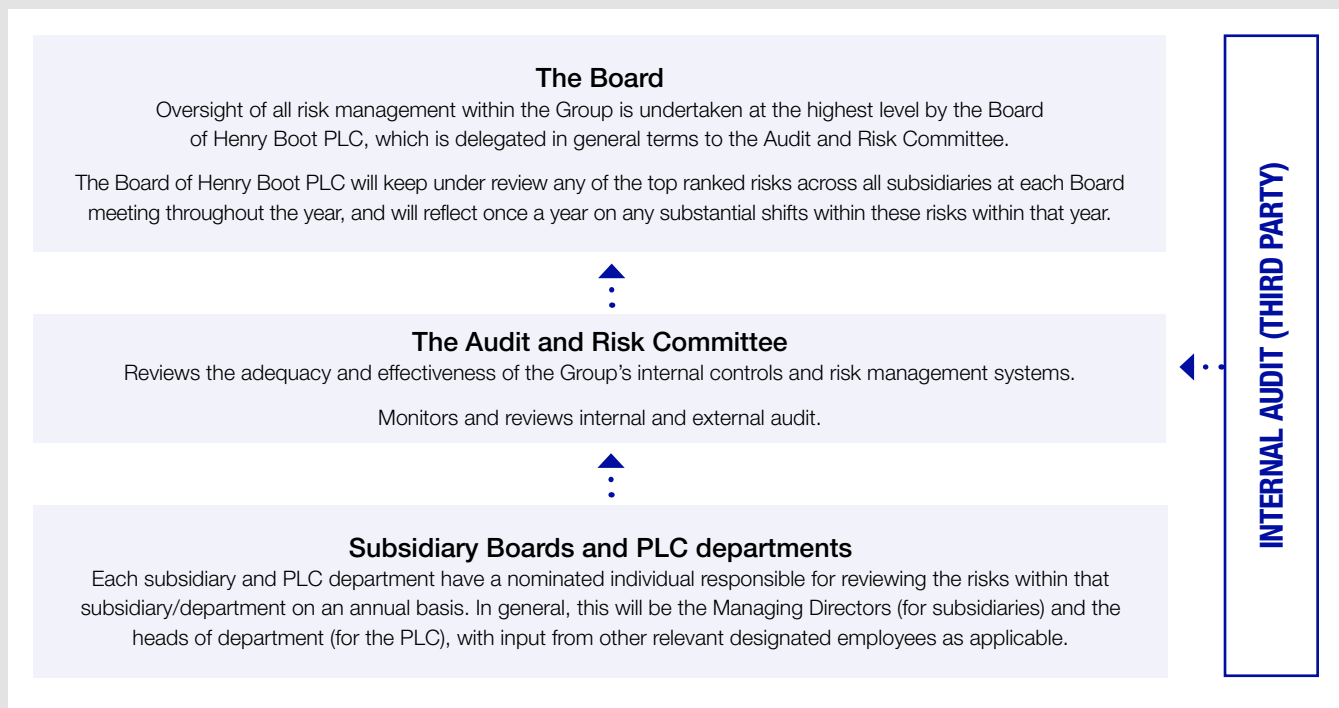 The Board
Oversight of all risk management within the Group is undertaken at the highest level by the Board
of Henry Boot PLC, which is delegated in general terms to the Audit and Risk Committee.
The Board of Henry Boot PLC will keep under review any of the top ranked risks across all subsidiaries at each Board
meeting throughout the year, and will reflect once a year on any substantial shifts within these risks within that year.
The Audit and Risk Committee
Reviews the adequacy and effectiveness of the Group’s internal controls and risk management systems.
Monitors and reviews internal and external audit.
Subsidiary Boards and PLC departments
Each subsidiary and PLC department have a nominated individual responsible for reviewing the risks within that
subsidiary/department on an annual basis. In general, this will be the Managing Directors (for subsidiaries) and the
heads of department (for the PLC), with input from other relevant designated employees as applicable.
INTERNAL AUDIT (THIRD PARTY)